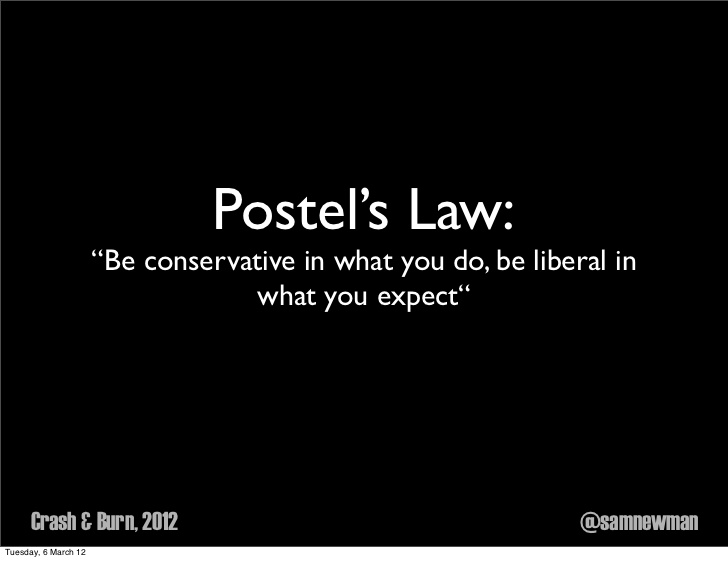 Postel’s Law:
“Be conservative in what you do, be liberal in
what you expect“
Crash & Burn, 2012
@samnewman
Tuesday, 6 March 12